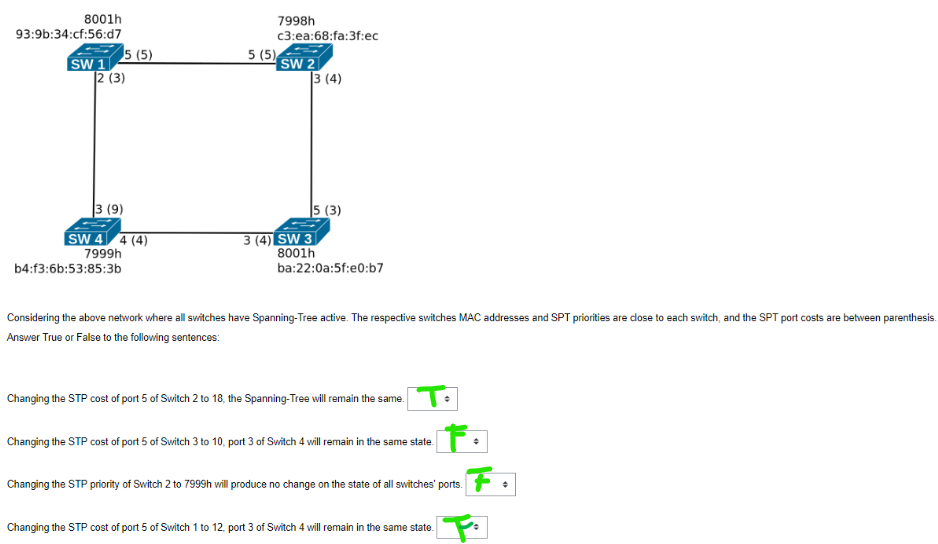 8001h 7998h
93:9b:34:cf:56:d7 c3:ea:68:fa:3f:ec
5 (5) 5 (5)
SW 1 SW 2
2 (3) 3 (4)
3 (9) 5 (3)
SW 4 4 (4) 3 (4) SW 3
7999h 8001h
b4:f3:6b:53:85:3b ba:22:0a:5f:e0:b7
Considering the above network where all switches have Spanning-Tree active. The respective switches MAC addresses and SPT priorities are close to each switch, and the SPT port costs are between parenthesis.
Answer True or False to the following sentences:
Changing the STP cost of port 5 of Switch 2 to 18, the Spanning-Tree will remain the same. T
Changing the STP cost of port 5 of Switch 3 to 10, port 3 of Switch 4 will remain in the same state. F
Changing the STP priority of Switch 2 to 7999h will produce no change on the state of all switches' ports. F
Changing the STP cost of port 5 of Switch 1 to 12, port 3 of Switch 4 will remain in the same state.